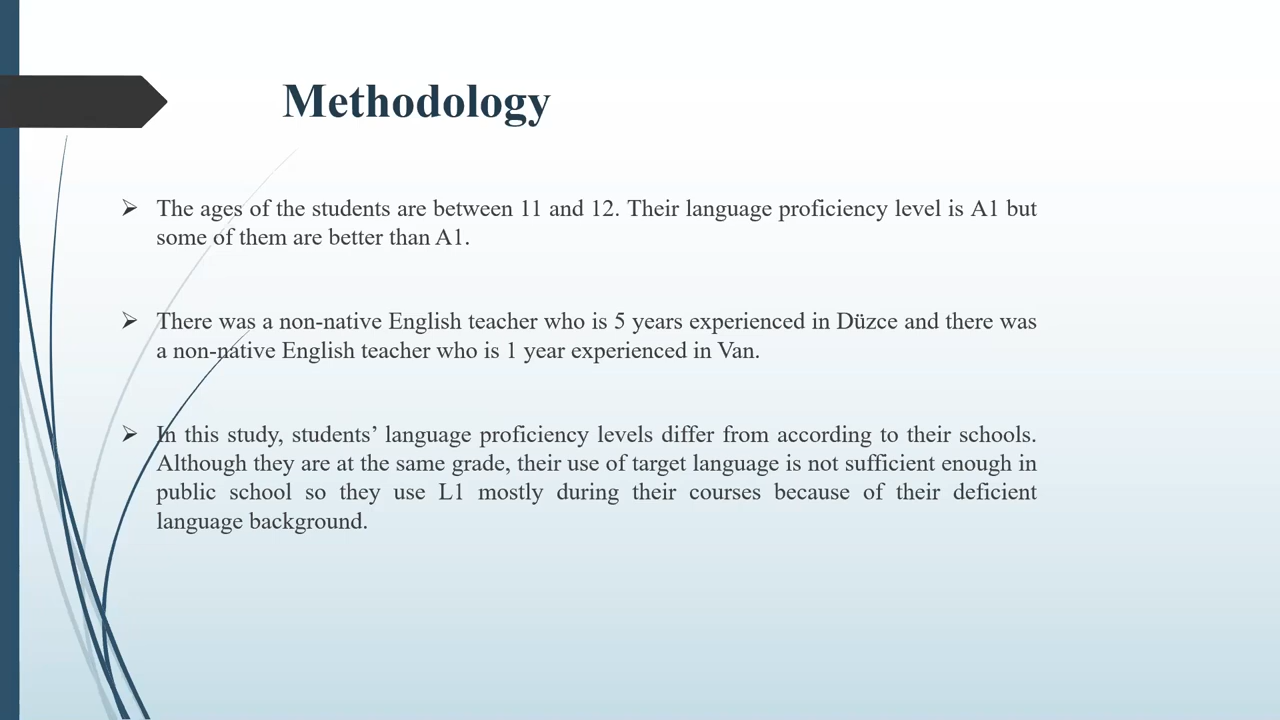 Methodology
The ages of the students are between 11 and 12. Their language proficiency level is A1 but
some of them are better than A1.
There was a non-native English teacher who is 5 years experienced in Düzce and there was
a non-native English teacher who is 1 year experienced in Van.
In this study, students’ language proficiency levels differ from according to their schools.
Although they are at the same grade, their use of target language is not sufficient enough in
public school so they use L1 mostly during their courses because of their deficient
language background.